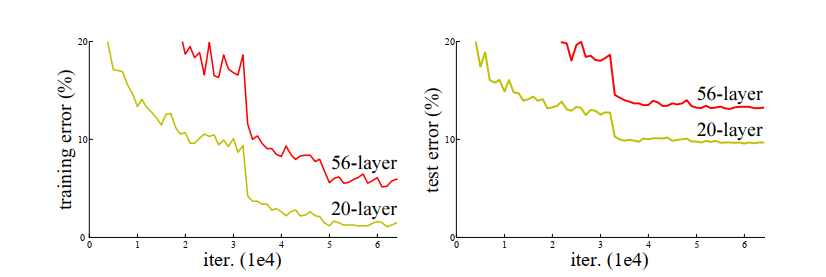 training error (%)
20
10
0
0 1 2 3 4 5 6
iter. (1e4)
56-layer
20-layer
test error (%)
20
10
0
0 1 2 3 4 5 6
iter. (1e4)
56-layer
20-layer